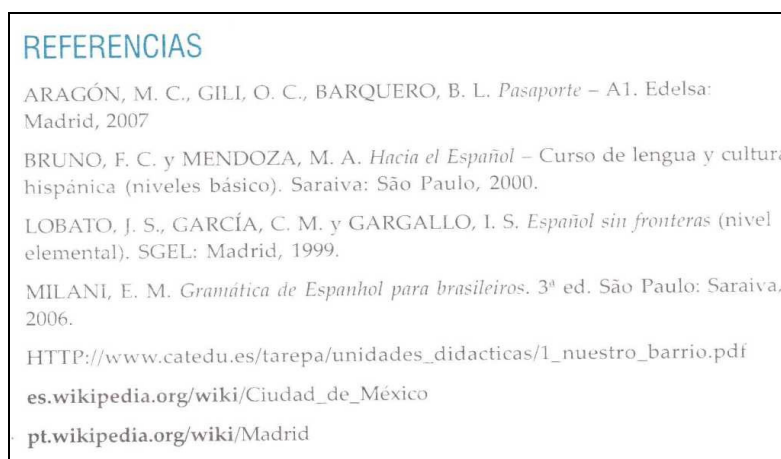 REFERENCIAS
ARAGÓN, M. C., GILI, O. C., BARQUERO, B. L. Pasaporte – A1. Edelsa:
Madrid, 2007
BRUNO, F. C. y MENDOZA, M. A. Hacia el Español – Curso de lengua y cultura
hispánica (niveles básico). Saraiva: São Paulo, 2000.
LOBATO, J. S., GARCÍA, C. M. y GARGALLO, I. S. Español sin fronteras (nivel
elemental). SGEL: Madrid, 1999.
MILANI, E. M. Gramática de Espanhol para brasileiros. 3ª ed. São Paulo: Saraiva,
2006.
HTTP://www.catedu.es/tarepa/unidades_didacticas/1_nuestro_barrio.pdf
es.wikipedia.org/wiki/Ciudad_de_México
pt.wikipedia.org/wiki/Madrid